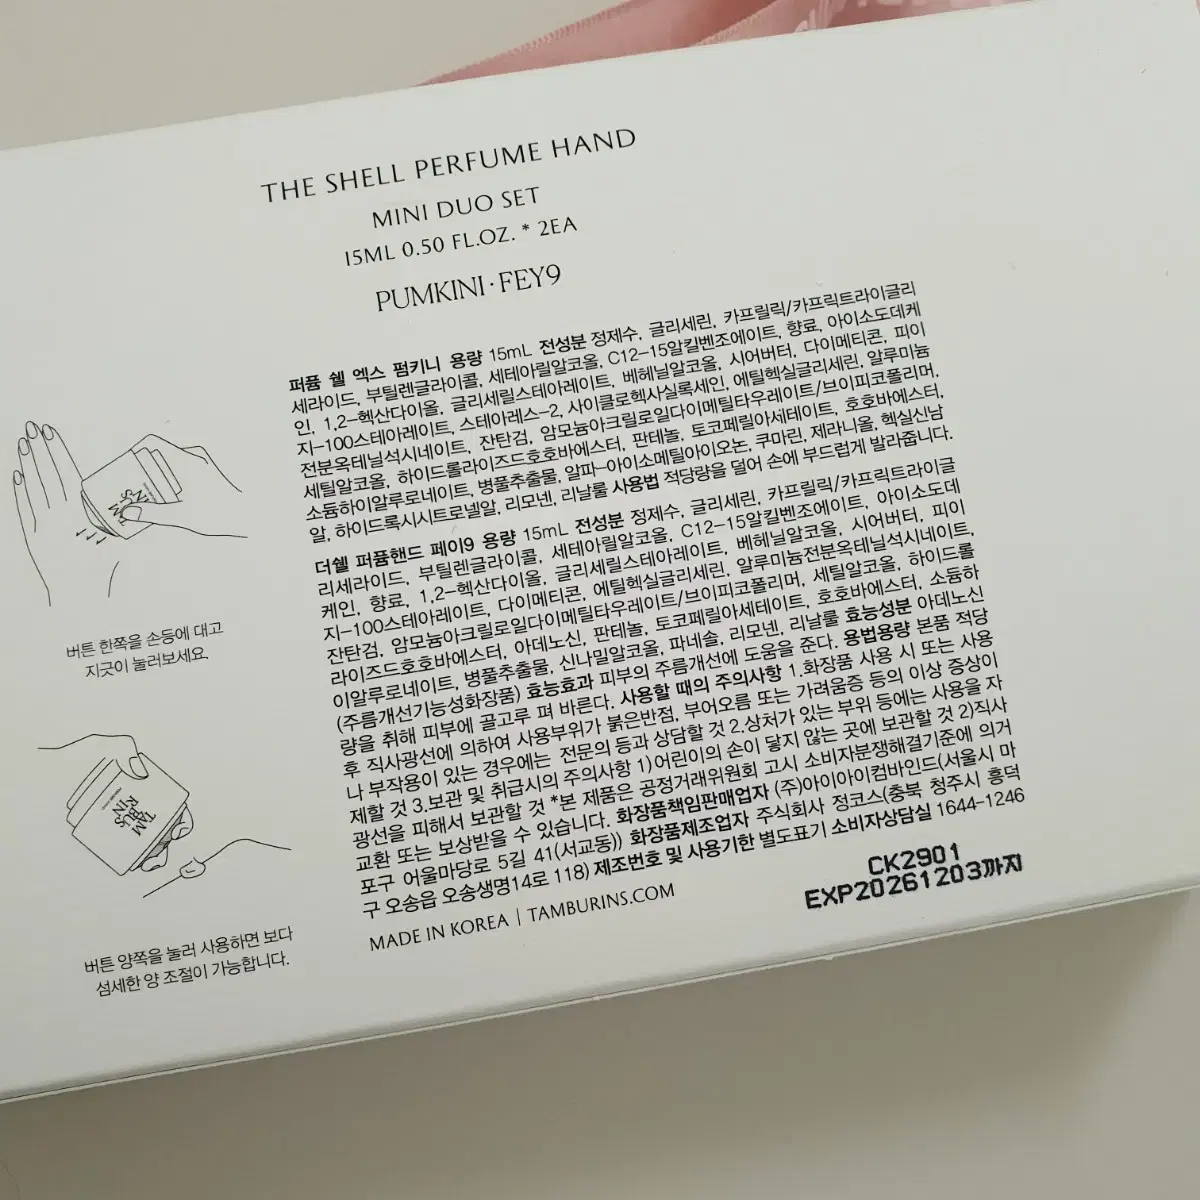 THE SHELL PERFUME HAND
MINI DUO SET
15ML 0.50 FL.OZ. * 2EA
PUMKINI·FEY9
퍼퓸 쉘 엑스 펌키니 용량 15mL 전성분 정제수, 글리세린, 카프릴릭/카프릭트라이글리
세라이드, 부틸렌글라이콜, 세테아릴알코올, C12-15알킬벤조에이트, 향료, 아이소도데케
인, 1,2-헥산다이올, 글리세릴스테아레이트, 베헤닐알코올, 시어버터, 다이메티콘, 피이
지-100스테아레이트, 스테아레스-2, 사이클로헥사실록세인, 에틸헥실글리세린, 알루미늄
전분옥테닐석시네이트, 잔탄검, 암모늄아크릴로일다이메틸타우레이트/브이피코폴리머,
세틸알코올, 하이드롤라이즈드호호바에스터, 판테놀, 토코페릴아세테이트, 호호바에스터,
소듐하이알루로네이트, 병풀추출물, 알파-아이소메틸아이오논, 쿠마린, 제라니올, 헥실신남
알, 하이드록시시트로넬알, 리모넨, 리날룰 사용법 적당량을 덜어 손에 부드럽게 발라줍니다.
더쉘 퍼퓸핸드 페이9 용량 15mL 전성분 정제수, 글리세린, 카프릴릭/카프릭트라이글
리세라이드, 부틸렌글라이콜, 세테아릴알코올, C12-15알킬벤조에이트, 아이소도데
케인, 향료, 1,2-헥산다이올, 글리세릴스테아레이트, 베헤닐알코올, 시어버터, 피이
지-100스테아레이트, 다이메티콘, 에틸헥실글리세린, 알루미늄전분옥테닐석시네이트,
잔탄검, 암모늄아크릴로일다이메틸타우레이트/브이피코폴리머, 세틸알코올, 하이드롤
라이즈드호호바에스터, 아데노신, 판테놀, 토코페릴아세테이트, 호호바에스터, 소듐하
이알루로네이트, 병풀추출물, 신나밀알코올, 파네솔, 리모넨, 리날룰 효능성분 아데노신
(주름개선기능성화장품) 효능효과 피부의 주름개선에 도움을 준다. 용법용량 본품 적당
량을 취해 피부에 골고루 펴 바른다. 사용할 때의 주의사항 1.화장품 사용 시 또는 사용
후 직사광선에 의하여 사용부위가 붉은반점, 부어오름 또는 가려움증 등의 이상 증상이
나 부작용이 있는 경우에는 전문의 등과 상담할 것 2.상처가 있는 부위 등에는 사용을 자
제할 것 3.보관 및 취급시의 주의사항 1)어린이의 손이 닿지 않는 곳에 보관할 것 2)직사
광선을 피해서 보관할 것 *본 제품은 공정거래위원회 고시 소비자분쟁해결기준에 의거
교환 또는 보상받을 수 있습니다. 화장품책임판매업자 (주)아이아이컴바인드(서울시 마
포구 어울마당로 5길 41(서교동)) 화장품제조업자 주식회사 정코스(충북 청주시 흥덕
구 오송읍 오송생명14로 118) 제조번호 및 사용기한 별도표기 소비자상담실 1644-1246
MADE IN KOREA | TAMBURINS.COM
CK2901
EXP20261203까지
버튼 한쪽을 손등에 대고
지긋이 눌러보세요.
TAM
BURI
NS
버튼 양쪽을 눌러 사용하면 보다
섬세한 양 조절이 가능합니다.